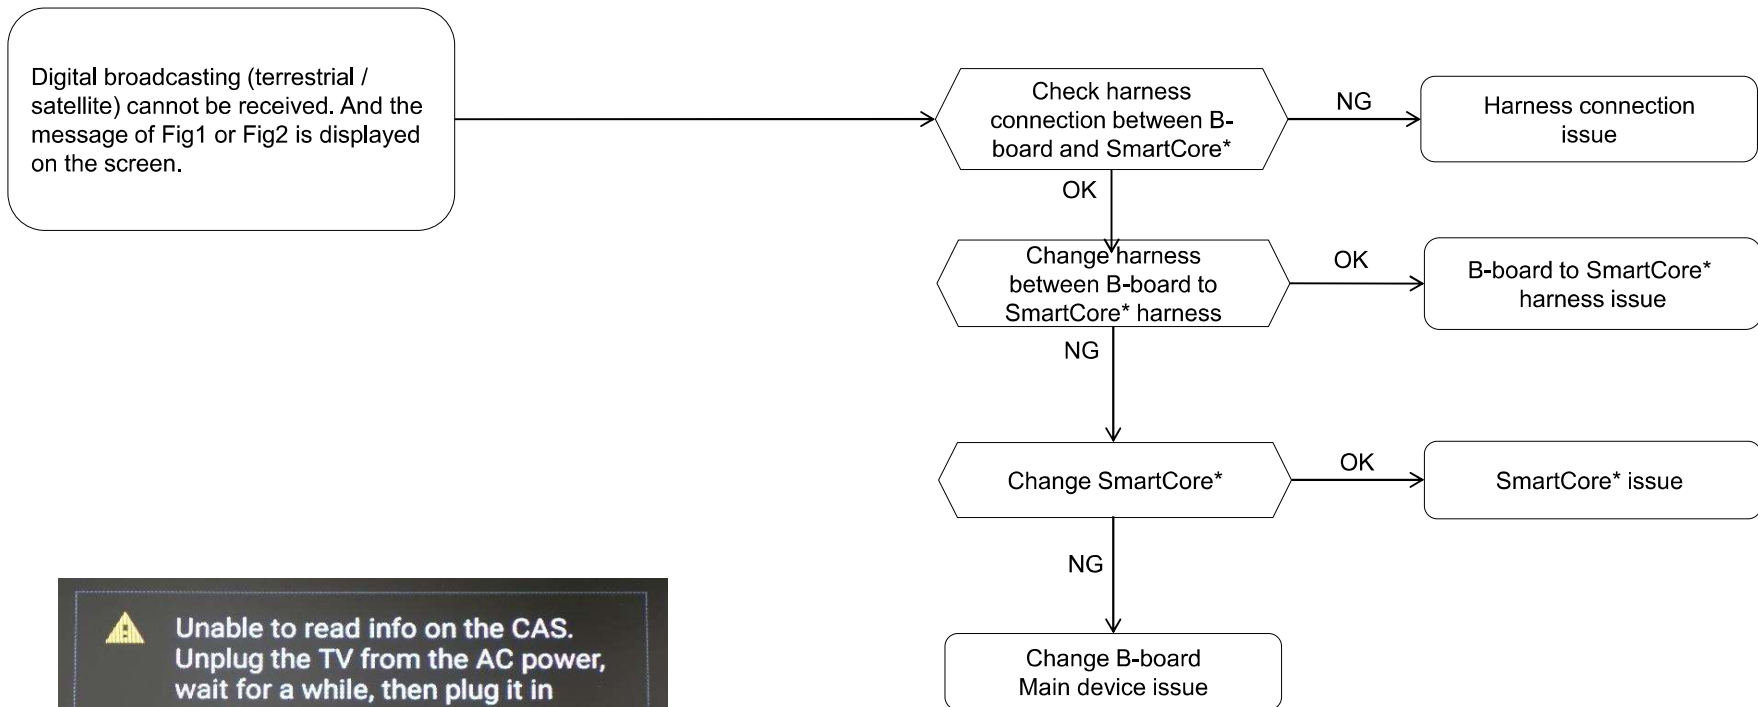 Digital broadcasting (terrestrial /
satellite) cannot be received. And the
message of Fig1 or Fig2 is displayed
on the screen.
Check harness
connection between B-
board and SmartCore*
NG
Harness connection
issue
OK
Change harness
between B-board to
SmartCore* harness
OK
B-board to SmartCore*
harness issue
NG
Change SmartCore*
OK
SmartCore* issue
NG
Change B-board
Main device issue
Unable to read info on the CAS.
Unplug the TV from the AC power,
wait for a while, then plug it in